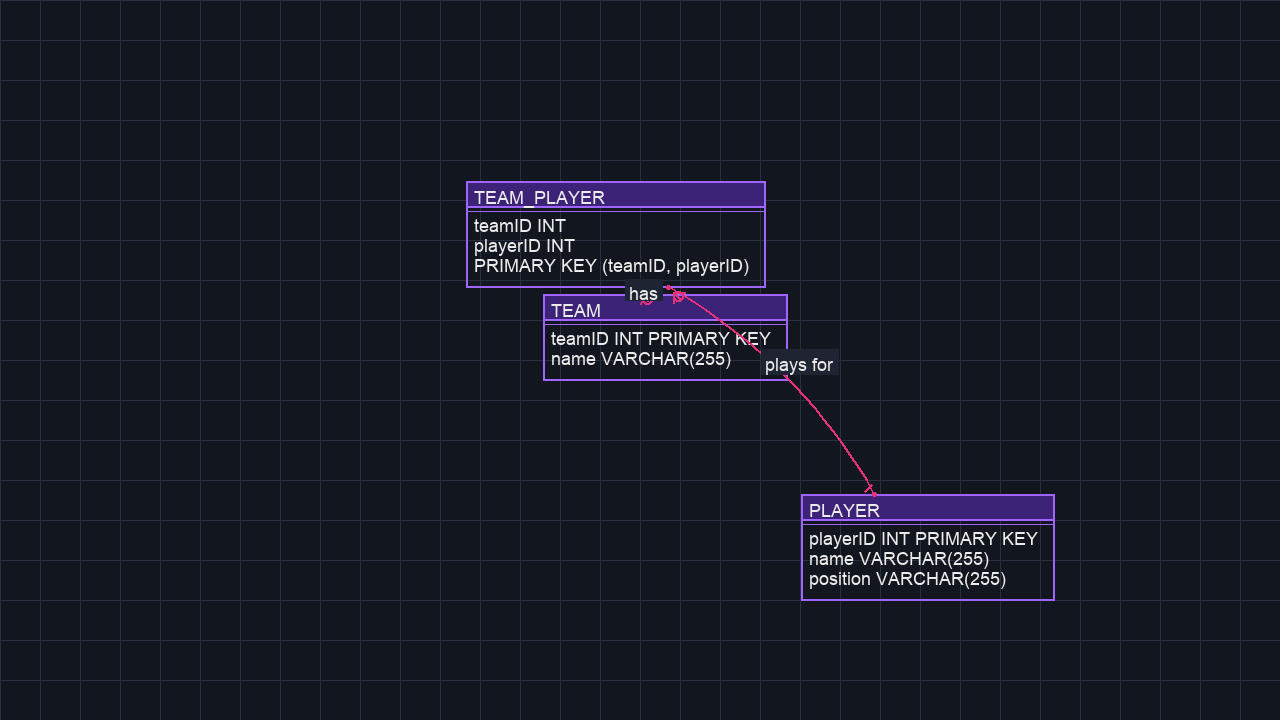 TEAM_PLAYER
teamID INT
playerID INT
PRIMARY KEY (teamID, playerID)
has
TEAM
teamID INT PRIMARY KEY
name VARCHAR(255)
plays for
PLAYER
playerID INT PRIMARY KEY
name VARCHAR(255)
position VARCHAR(255)